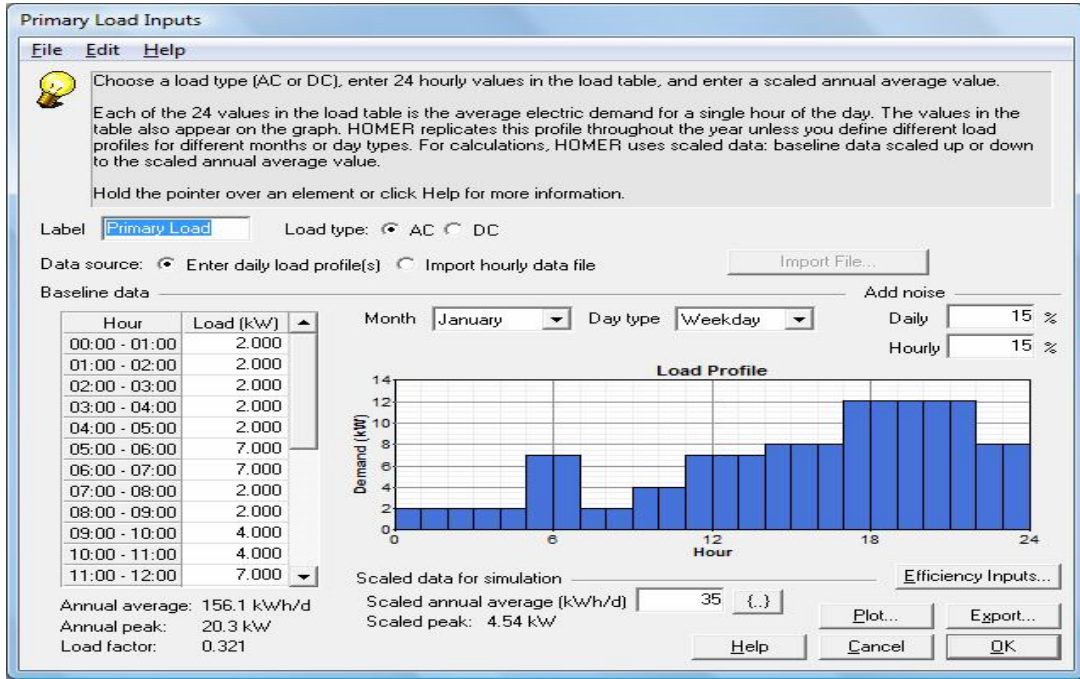 Primary Load Inputs
File Edit Help
Choose a load type (AC or DC), enter 24 hourly values in the load table, and enter a scaled annual average value.
Each of the 24 values in the load table is the average electric demand for a single hour of the day. The values in the
table also appear on the graph. HOMER replicates this profile throughout the year unless you define different load
profiles for different months or day types. For calculations, HOMER uses scaled data: baseline data scaled up or down
to the scaled annual average value.
Hold the pointer over an element or click Help for more information.
Label Primary Load Load type: AC DC
Data source: Enter daily load profile(s) Import hourly data file Import File...
Baseline data
Hour Load (kW)
00:00 - 01:00 2.000
01:00 - 02:00 2.000
02:00 - 03:00 2.000
03:00 - 04:00 2.000
04:00 - 05:00 2.000
05:00 - 06:00 7.000
06:00 - 07:00 7.000
07:00 - 08:00 2.000
08:00 - 09:00 2.000
09:00 - 10:00 4.000
10:00 - 11:00 4.000
11:00 - 12:00 7.000
Annual average: 156.1 kWh/d
Annual peak: 20.3 kW
Load factor: 0.321
Month January Day type Weekday
Add noise
Daily 15 %
Hourly 15 %
Load Profile
Demand (kW)
14
12
10
8
6
4
2
0
0 6 12 18 24
Hour
Scaled data for simulation
Scaled annual average (kWh/d) 35 {..}
Scaled peak: 4.54 kW
Efficiency Inputs...
Plot... Export...
Help Cancel OK